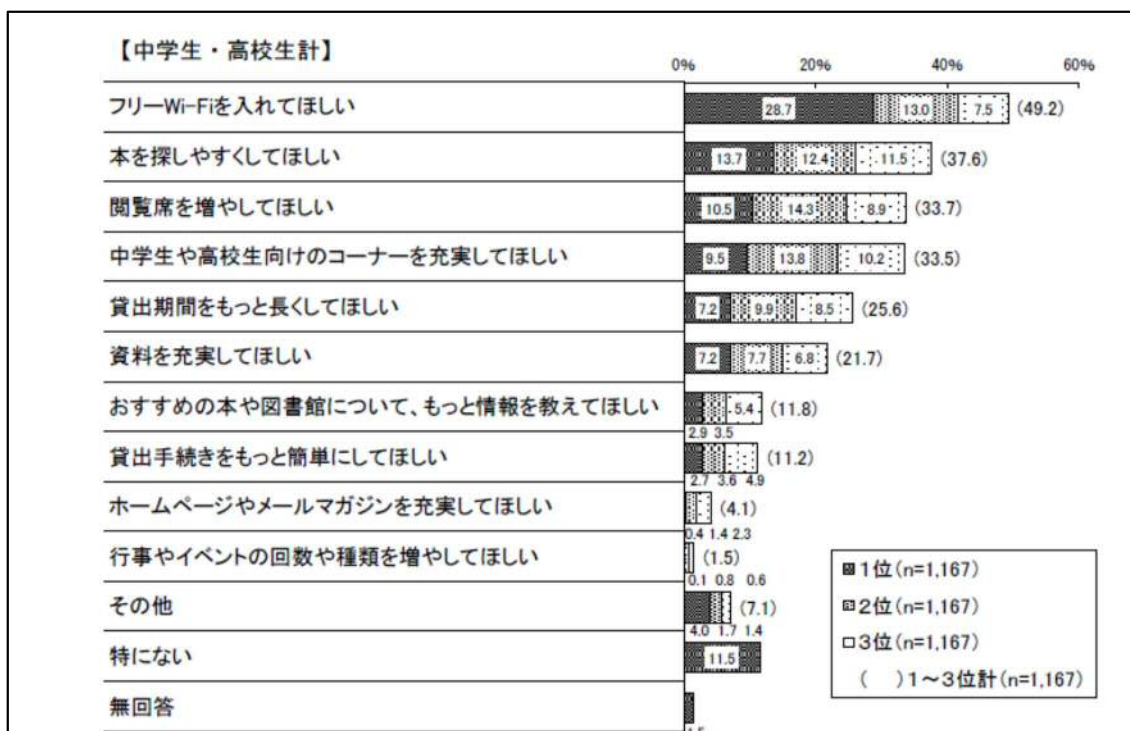 【中学生・高校生計】
0% 20% 40% 60%
フリーWi-Fiを入れてほしい 28.7 13.0 7.5 (49.2)
本を探しやすくしてほしい 13.7 12.4 11.5 (37.6)
閲覧席を増やしてほしい 10.5 14.3 8.9 (33.7)
中学生や高校生向けのコーナーを充実してほしい 9.5 13.8 10.2 (33.5)
貸出期間をもっと長くしてほしい 7.2 9.9 8.5 (25.6)
資料を充実してほしい 7.2 7.7 6.8 (21.7)
おすすめの本や図書館について、もっと情報を教えてほしい 5.4 (11.8)
2.9 3.5
貸出手続きをもっと簡単にしてほしい (11.2)
2.7 3.6 4.9
ホームページやメールマガジンを充実してほしい (4.1)
0.4 1.4 2.3
行事やイベントの回数や種類を増やしてほしい (1.5)
0.1 0.8 0.6
その他 (7.1)
4.0 1.7 1.4
特にない 11.5
無回答
1位(n=1,167)
2位(n=1,167)
3位(n=1,167)
( )1～3位計(n=1,167)